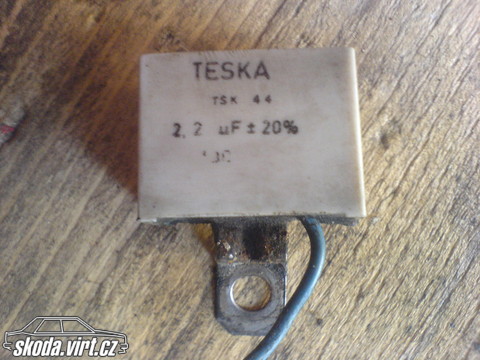 TESKA
TSK 44
2,2 µF ± 20%
skoda.virt.cz